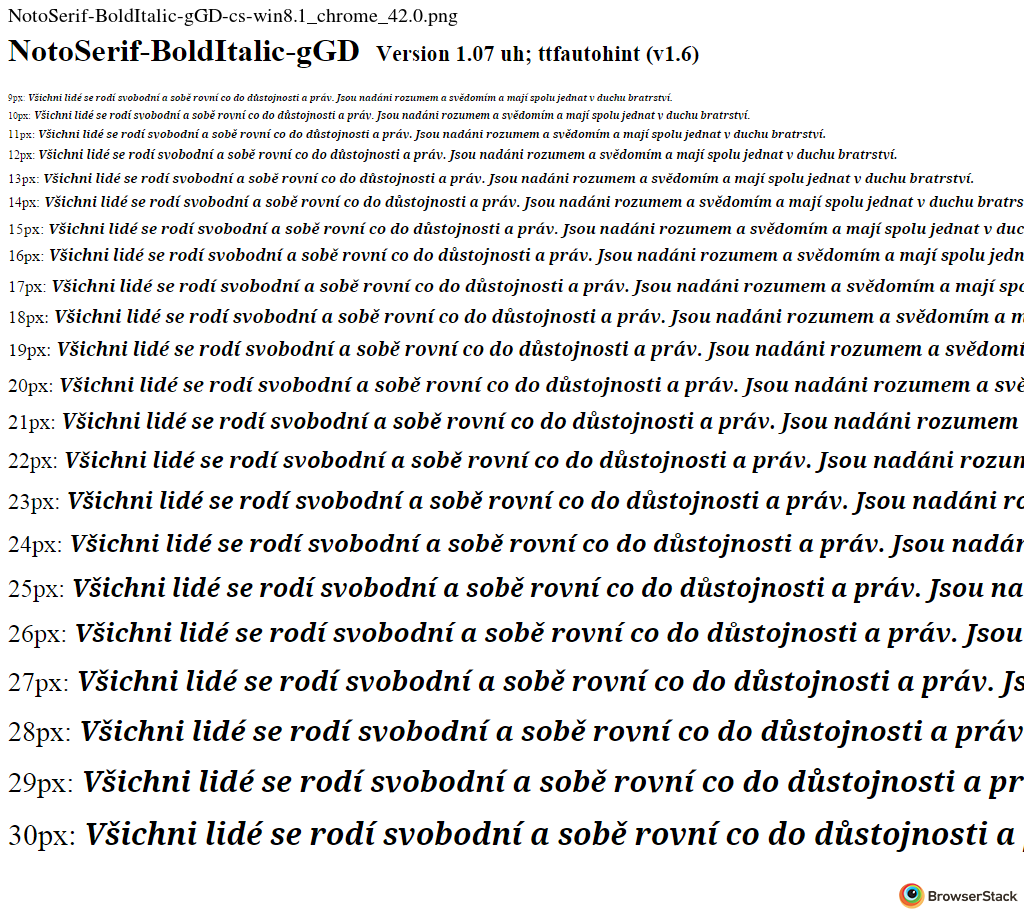 NotoSerif-BoldItalic-gGD-cs-win8.1_chrome_42.0.png
NotoSerif-BoldItalic-gGD Version 1.07 uh; ttfautohint (v1.6)
9px: Všichni lidé se rodí svobodní a sobě rovní co do důstojnosti a práv. Jsou nadáni rozumem a svědomím a mají spolu jednat v duchu bratrství.
10px: Všichni lidé se rodí svobodní a sobě rovní co do důstojnosti a práv. Jsou nadáni rozumem a svědomím a mají spolu jednat v duchu bratrství.
11px: Všichni lidé se rodí svobodní a sobě rovní co do důstojnosti a práv. Jsou nadáni rozumem a svědomím a mají spolu jednat v duchu bratrství.
12px: Všichni lidé se rodí svobodní a sobě rovní co do důstojnosti a práv. Jsou nadáni rozumem a svědomím a mají spolu jednat v duchu bratrství.
13px: Všichni lidé se rodí svobodní a sobě rovní co do důstojnosti a práv. Jsou nadáni rozumem a svědomím a mají spolu jednat v duchu bratrství.
14px: Všichni lidé se rodí svobodní a sobě rovní co do důstojnosti a práv. Jsou nadáni rozumem a svědomím a mají spolu jednat v duchu bratrs
15px: Všichni lidé se rodí svobodní a sobě rovní co do důstojnosti a práv. Jsou nadáni rozumem a svědomím a mají spolu jednat v duc
16px: Všichni lidé se rodí svobodní a sobě rovní co do důstojnosti a práv. Jsou nadáni rozumem a svědomím a mají spolu jedn
17px: Všichni lidé se rodí svobodní a sobě rovní co do důstojnosti a práv. Jsou nadáni rozumem a svědomím a mají spo
18px: Všichni lidé se rodí svobodní a sobě rovní co do důstojnosti a práv. Jsou nadáni rozumem a svědomím a m
19px: Všichni lidé se rodí svobodní a sobě rovní co do důstojnosti a práv. Jsou nadáni rozumem a svědomí
20px: Všichni lidé se rodí svobodní a sobě rovní co do důstojnosti a práv. Jsou nadáni rozumem a svě
21px: Všichni lidé se rodí svobodní a sobě rovní co do důstojnosti a práv. Jsou nadáni rozumem
22px: Všichni lidé se rodí svobodní a sobě rovní co do důstojnosti a práv. Jsou nadáni rozum
23px: Všichni lidé se rodí svobodní a sobě rovní co do důstojnosti a práv. Jsou nadáni ro
24px: Všichni lidé se rodí svobodní a sobě rovní co do důstojnosti a práv. Jsou nadán
25px: Všichni lidé se rodí svobodní a sobě rovní co do důstojnosti a práv. Jsou na
26px: Všichni lidé se rodí svobodní a sobě rovní co do důstojnosti a práv. Jsou
27px: Všichni lidé se rodí svobodní a sobě rovní co do důstojnosti a práv. Js
28px: Všichni lidé se rodí svobodní a sobě rovní co do důstojnosti a práv
29px: Všichni lidé se rodí svobodní a sobě rovní co do důstojnosti a pr
30px: Všichni lidé se rodí svobodní a sobě rovní co do důstojnosti a
BrowserStack